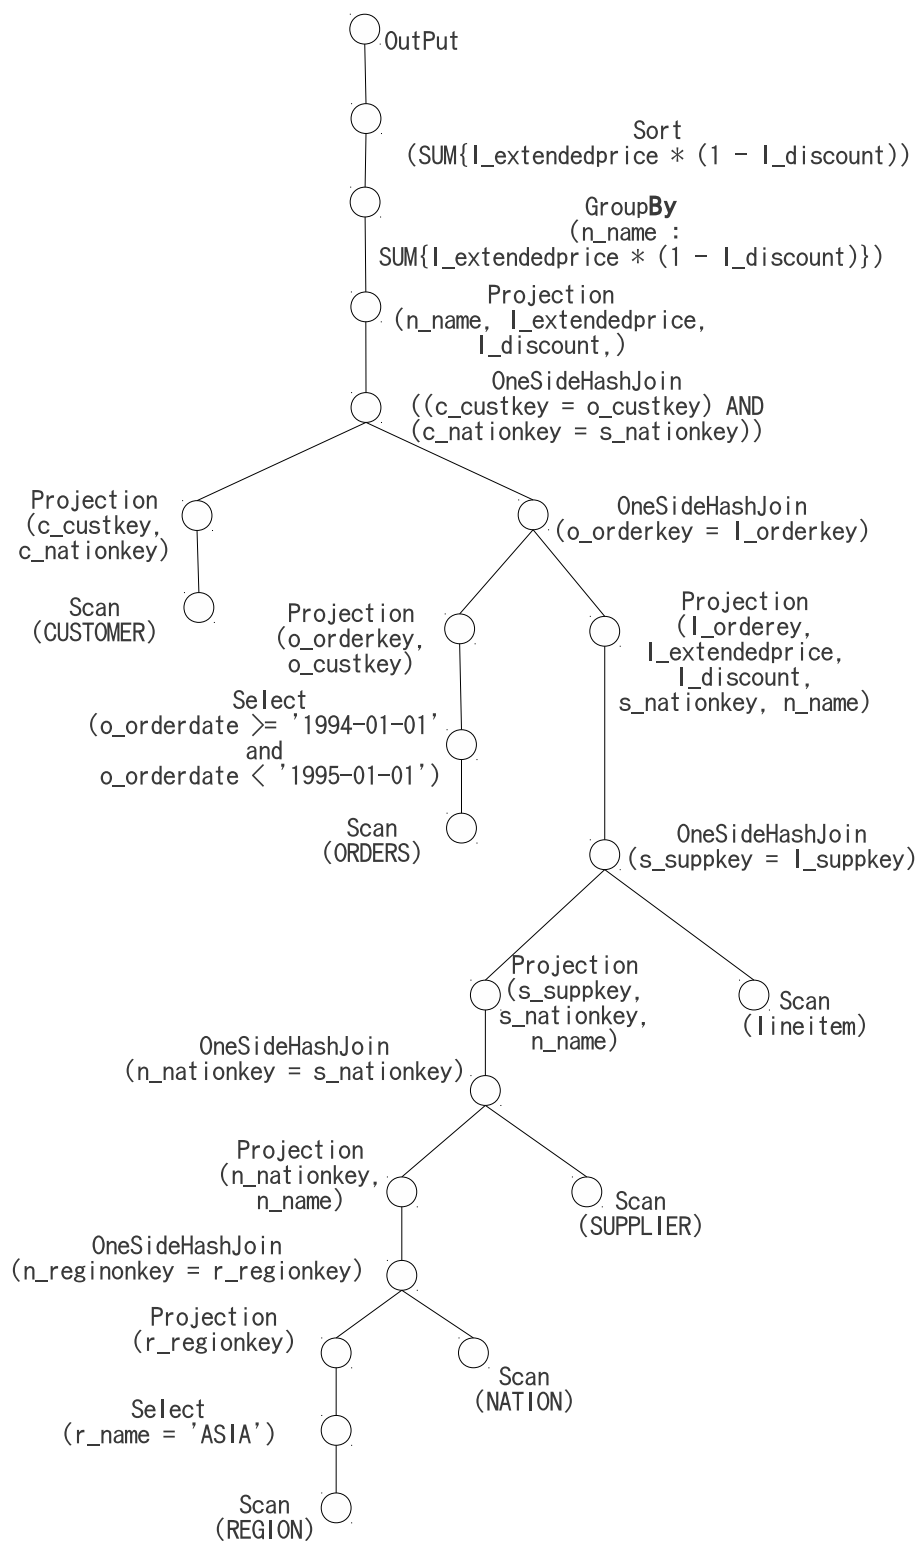 OutPut
Sort
(SUM{l_extendedprice * (1 - l_discount))
GroupBy
(n_name :
SUM{l_extendedprice * (1 - l_discount)})
Projection
(n_name, l_extendedprice,
l_discount,)
OneSideHashJoin
((c_custkey = o_custkey) AND
(c_nationkey = s_nationkey))
Projection
(c_custkey,
c_nationkey)
Scan
(CUSTOMER)
OneSideHashJoin
(o_orderkey = l_orderkey)
Projection
(o_orderkey,
o_custkey)
Select
(o_orderdate >= '1994-01-01'
and
o_orderdate < '1995-01-01')
Scan
(ORDERS)
Projection
(l_orderey,
l_extendedprice,
l_discount,
s_nationkey, n_name)
OneSideHashJoin
(s_suppkey = l_suppkey)
Projection
(s_suppkey,
s_nationkey,
n_name)
Scan
(lineitem)
OneSideHashJoin
(n_nationkey = s_nationkey)
Projection
(n_nationkey,
n_name)
Scan
(SUPPLIER)
OneSideHashJoin
(n_reginonkey = r_regionkey)
Projection
(r_regionkey)
Scan
(NATION)
Select
(r_name = 'ASIA')
Scan
(REGION)